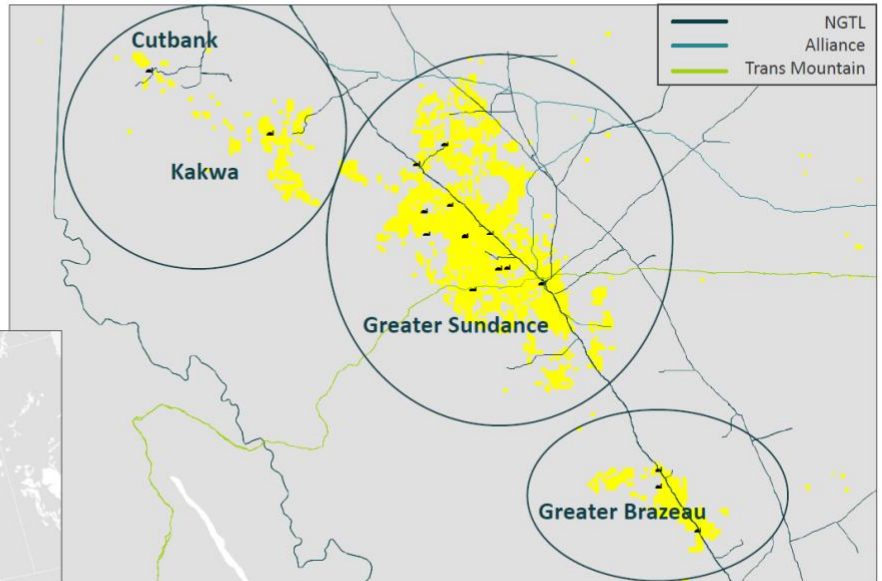 Cutbank
NGTL
Alliance
Trans Mountain
Kakwa
Greater Sundance
Greater Brazeau